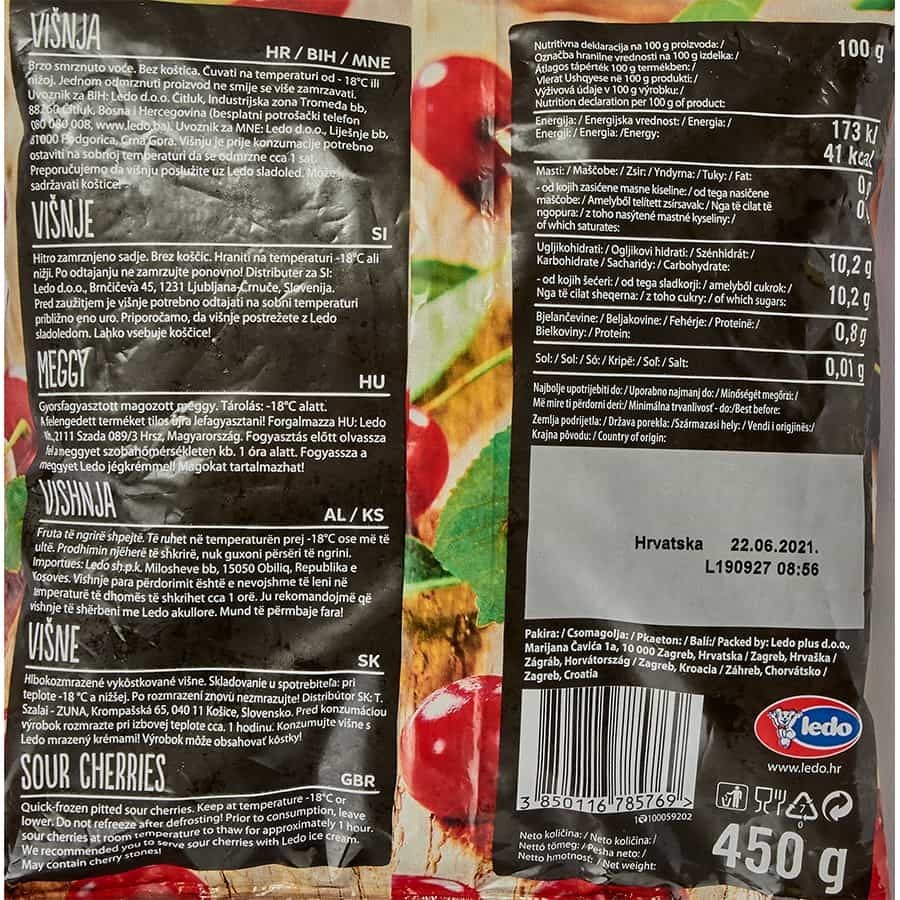 VIŠNJA
HR / BIH / MNE
Brzo smrznuto voće. Bez koštica. Čuvati na temperaturi od - 18°C ili
nižoj. Jednom odmrznuti proizvod ne smije se više zamrzavati.
Uvoznik za BIH: Ledo d.o.o. Čitluk, Industrijska zona Tromeđa bb,
88260 Čitluk, Bosna i Hercegovina (besplatni potrošački telefon
080 080 008, www.ledo.ba). Uvoznik za MNE: Ledo d.o.o., Liješnje bb,
81000 Podgorica, Crna Gora. Višnju je prije konzumacije potrebno
ostaviti na sobnoj temperaturi da se odmrzne cca 1 sat.
Preporučujemo da višnju poslužite uz Ledo sladoled. Može
sadržavati koštice!
VIŠNJE
SI
Hitro zamrznjeno sadje. Brez koščic. Hraniti na temperaturi -18°C ali
nižji. Po odtajanju ne zamrzujte ponovno! Distributer za SI:
Ledo d.o.o., Brnčičeva 45, 1231 Ljubljana-Črnuče, Slovenija.
Pred zaužitjem je višnje potrebno odtajati na sobni temperaturi
približno eno uro. Priporočamo, da višnje postrežete z Ledo
sladoledom. Lahko vsebuje koščice!
MEGGY
HU
Gyorsfagyasztott magozott meggy. Tárolás: -18°C alatt.
A felengedett terméket tilos újra lefagyasztani! Forgalmazza HU: Ledo
Kft.,2111 Szada 089/3 Hrsz, Magyarország. Fogyasztás előtt olvassza
fel a meggyet szobahőmérsékleten kb. 1 óra alatt. Fogyassza a
meggyet Ledo jégkrémmel! Magokat tartalmazhat!
VISHNJA
AL / KS
Fruta të ngrirë shpejtë. Të ruhet në temperaturën prej -18°C ose më të
ultë. Prodhimin njëherë të shkrirë, nuk guxoni përsëri të ngrini.
Importues: Ledo sh.p.k. Milosheve bb, 15050 Obiliq, Republika e
Kosoves. Vishnje para përdorimit është e nevojshme të leni në
temperaturë të dhomës të shkrihet cca 1 orë. Ju rekomandojmë që
vishnje të shërbeni me Ledo akullore. Mund të përmbaje fara!
VIŠNE
SK
Hlbokozmrazené vykôstkované višne. Skladovanie u spotrebiteľa: pri
teplote -18 °C a nižšej. Po rozmrazení znovu nezmrazujte! Distribútor SK: T.
Szalai - ZUNA, Krompašská 65, 040 11 Košice, Slovensko. Pred konzumáciou
výrobok rozmrazte pri izbovej teplote cca. 1 hodinu. Konzumujte višne s
Ledo mrazený krémami! Výrobok môže obsahovať kôstky!
SOUR CHERRIES
GBR
Quick-frozen pitted sour cherries. Keep at temperature -18°C or
lower. Do not refreeze after defrosting! Prior to consumption, leave
sour cherries at room temperature to thaw for approximately 1 hour.
We recommended you to serve sour cherries with Ledo ice cream.
May contain cherry stones!
Nutritivna deklaracija na 100 g proizvoda: /
Označba hranilne vrednosti na 100 g izdelka: /
Átlagos tápérték 100 g termékben: /
Vlerat Ushqyese në 100 g produkti: /
Výživová údaje v 100 g výrobku: /
Nutrition declaration per 100 g of product:
100 g
Energija: / Energijska vrednost: / Energia: /
Energji: / Energia: /Energy:
173 kJ
41 kcal
Masti: / Maščobe: / Zsír: / Yndyrna: / Tuky: / Fat:
0
- od kojih zasićene masne kiseline: / od tega nasičene
maščobe: / Amelyből telített zsírsavak: / Nga të cilat të
ngopura: / z toho nasýtené mastné kyseliny: /
of which saturates:
0
Ugljikohidrati: / Ogljikovi hidrati: / Szénhidrát: /
Karbohidrate / Sacharidy: / Carbohydrate:
10,2 g
- od kojih šećeri: / od tega sladkorji: / amelyből cukrok: /
Nga të cilat sheqerna: / z toho cukry: / of which sugars:
10,2 g
Bjelančevine: / Beljakovine: / Fehérje: / Proteinë: /
Bielkoviny: / Protein:
0,8 g
Sol: / Sol: / Só: / Kripë: / Soľ: / Salt:
0,01 g
Najbolje upotrijebiti do: / Uporabno najmanj do: / Minőségét megőrzi: /
Më mire ti përdorni deri: / Minimálna trvanlivosť - do:/Best before:
Zemlja podrijetla: / Država porekla: /Származasi hely: / Vendi i origjinës:/
Krajna pôvodu: / Country of origin:
Hrvatska 22.06.2021.
L190927 08:56
Pakira: / Csomagolja: / Pkaeton: / Balí:/ Packed by: Ledo plus d.o.o.,
Marijana Čavića 1a, 10 000 Zagreb, Hrvatska / Zagreb, Hrvaška /
Zágráb, Horvátország / Zagreb, Kroacia / Záhreb, Chorvátsko /
Zagreb, Croatia
ledo
www.ledo.hr
3 850116 785769 >
100059202
0
Neto količina: / Neto količina: /
Nettó tömeg: / Pesha neto: /
Netto hmotnosť: / Net weight:
450 g